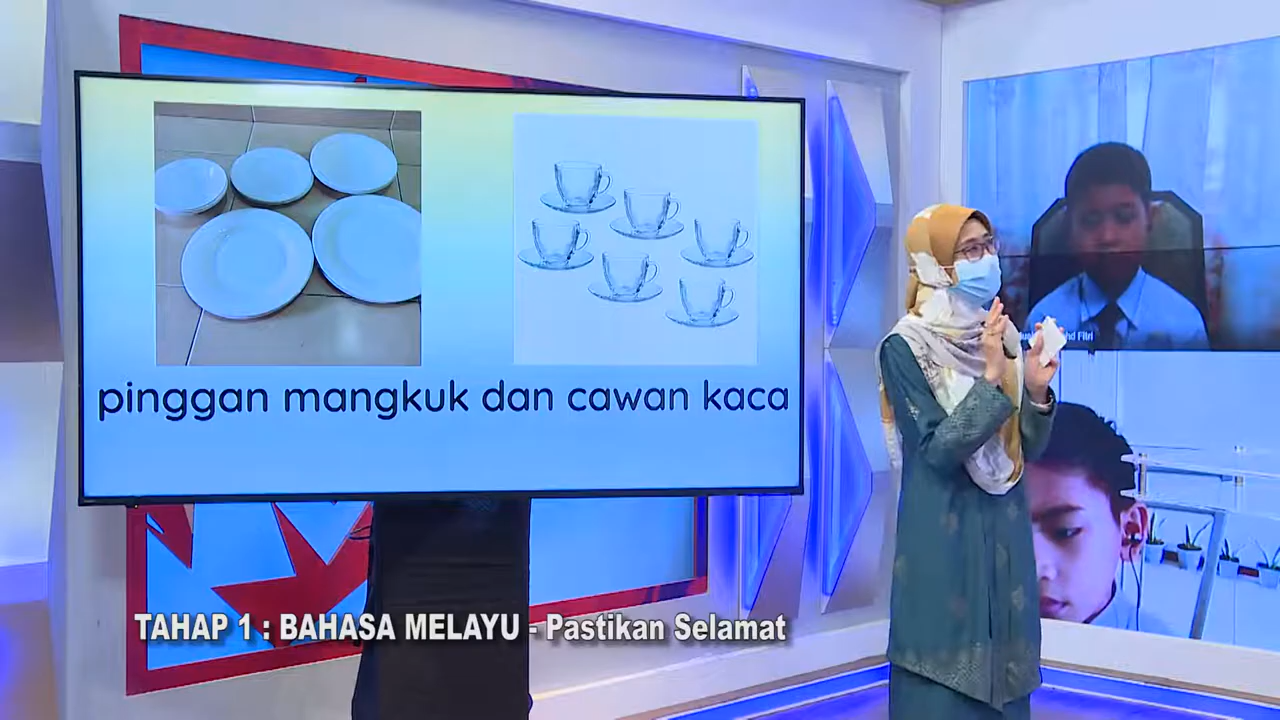 pinggan mangkuk dan cawan kaca
TAHAP 1 : BAHASA MELAYU - Pastikan Selamat